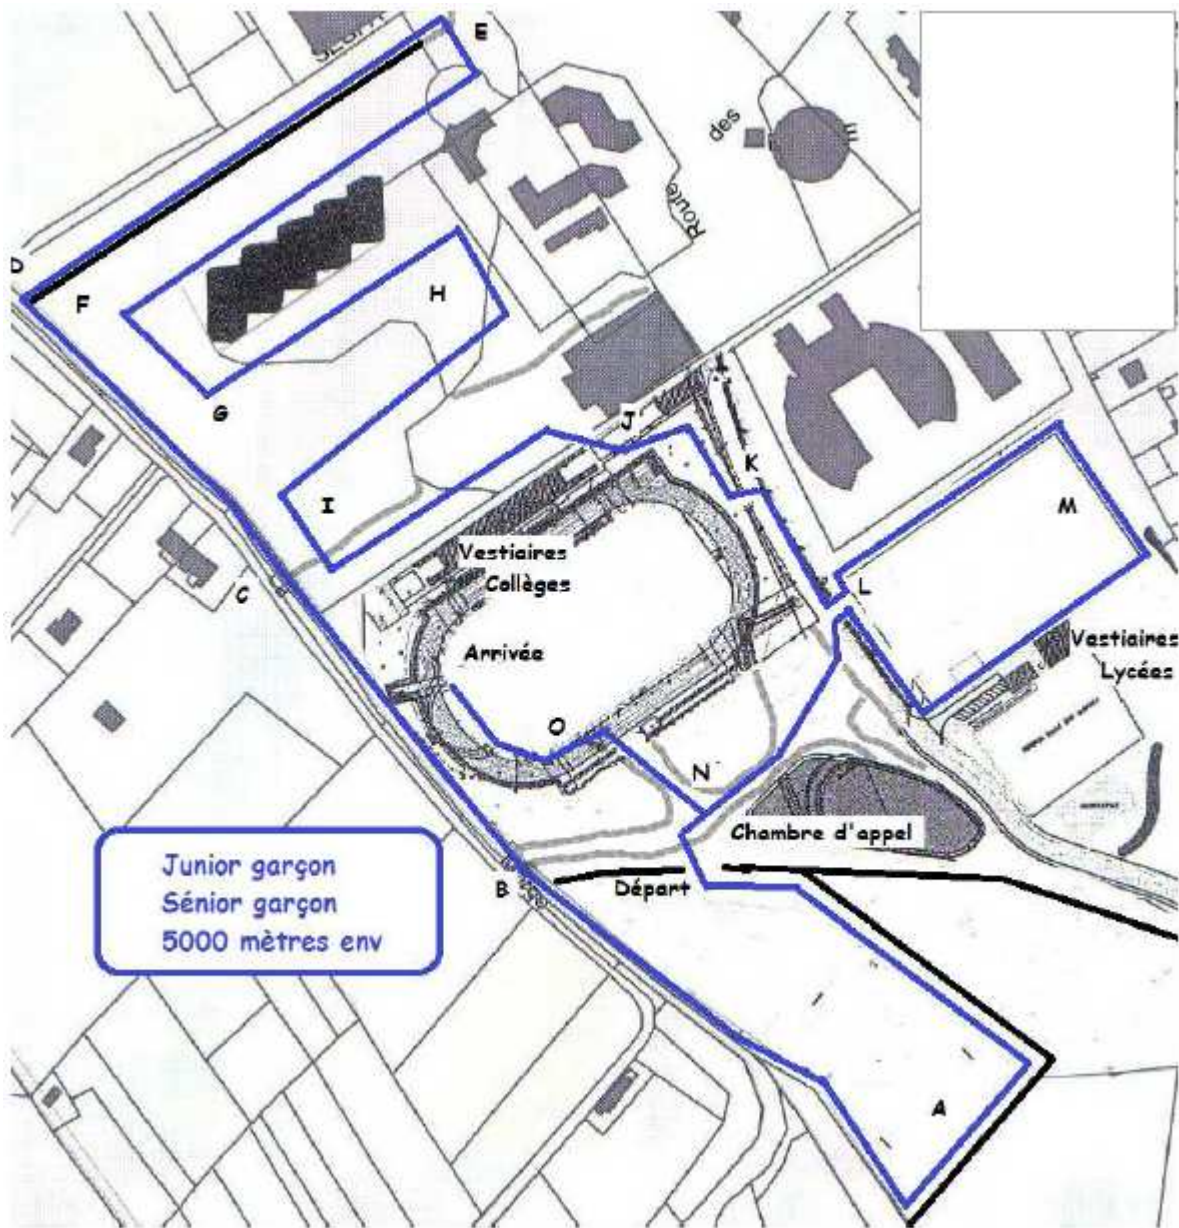 E
des
Route
D
F
H
G
J
K
I
M
Vestiaires
Collèges
C
L
Arrivée
Vestiaires
Lycées
O
N
Chambre d'appel
Junior garçon
Sénior garçon
5000 mètres env
B
Départ
A